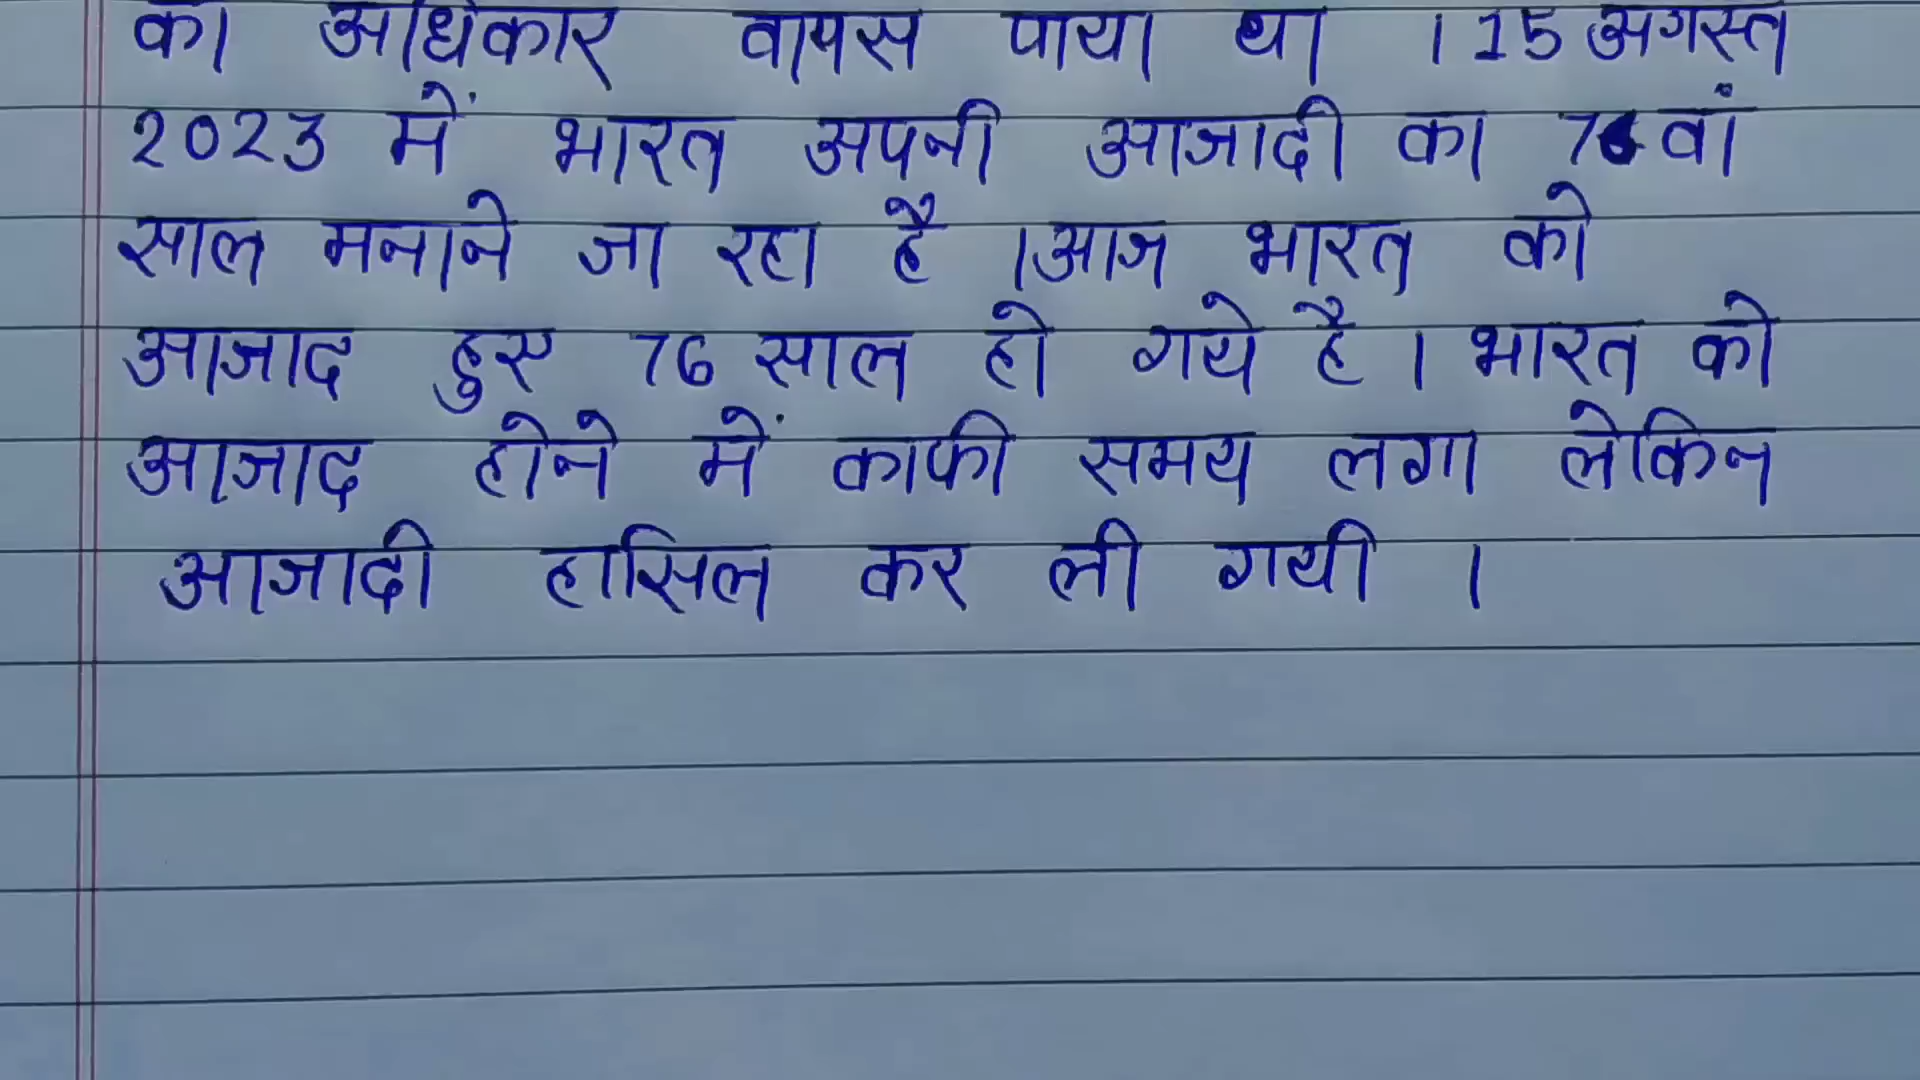 का अधिकार वापस पाया था । 15 अगस्त
2023 में भारत अपनी आजादी का 76 वां
साल मनाने जा रहा है । आज भारत को
आजाद हुए 76 साल हो गये है । भारत को
आजाद होने में काफी समय लगा लेकिन
आजादी हासिल कर ली गयी ।